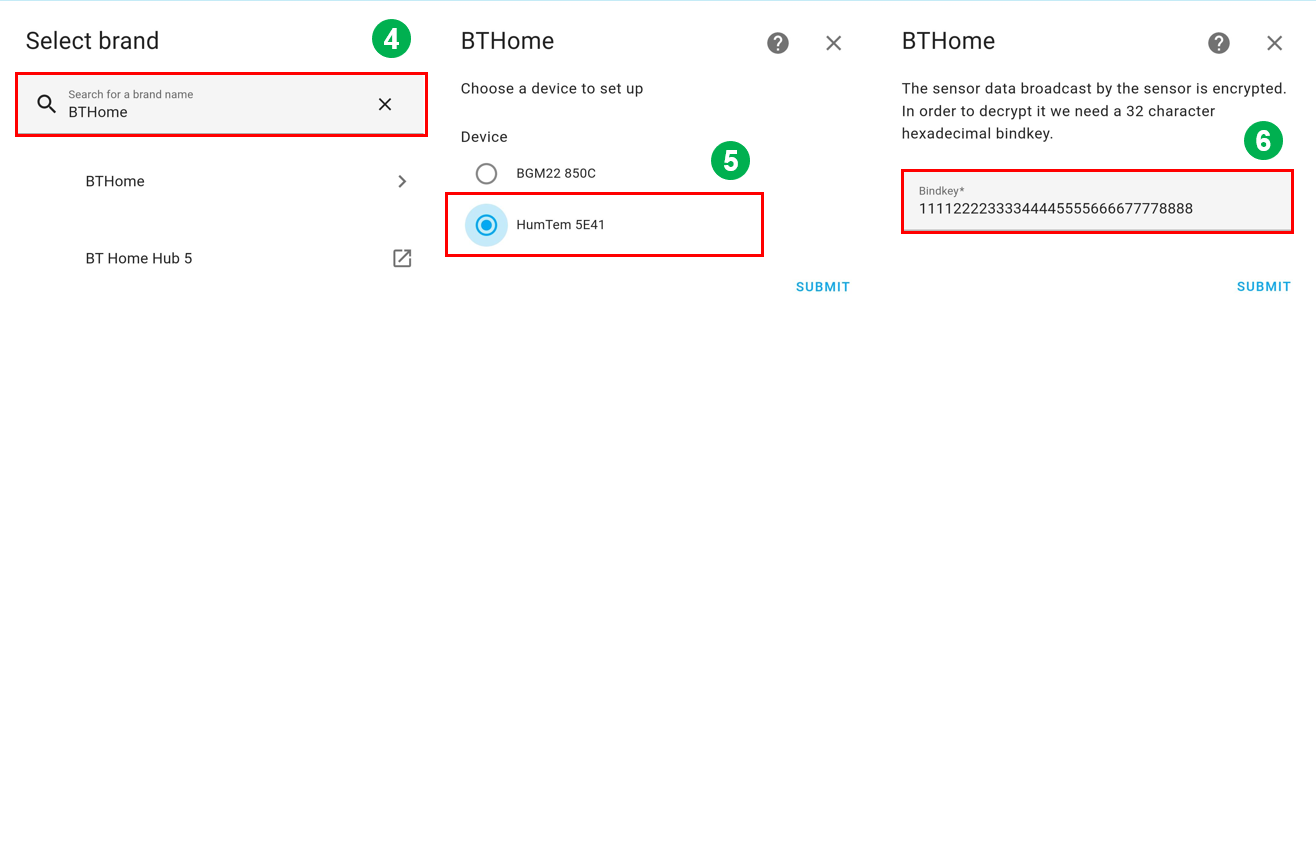 Select brand
4
Search for a brand name
BTHome
BTHome
BT Home Hub 5
BTHome
Choose a device to set up
Device
5
BGM22 850C
HumTem 5E41
SUBMIT
BTHome
The sensor data broadcast by the sensor is encrypted.
In order to decrypt it we need a 32 character
hexadecimal bindkey.
6
Bindkey*
11112222333344445555666677778888
SUBMIT